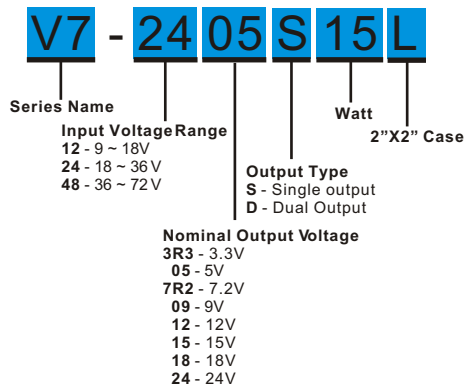 V7 - 24 05 S 15 L
Series Name
Input Voltage Range
12 - 9 ~ 18V
24 - 18 ~ 36V
48 - 36 ~ 72V
Watt
2”X2” Case
Output Type
S - Single output
D - Dual Output
Nominal Output Voltage
3R3 - 3.3V
05 - 5V
7R2 - 7.2V
09 - 9V
12 - 12V
15 - 15V
18 - 18V
24 - 24V